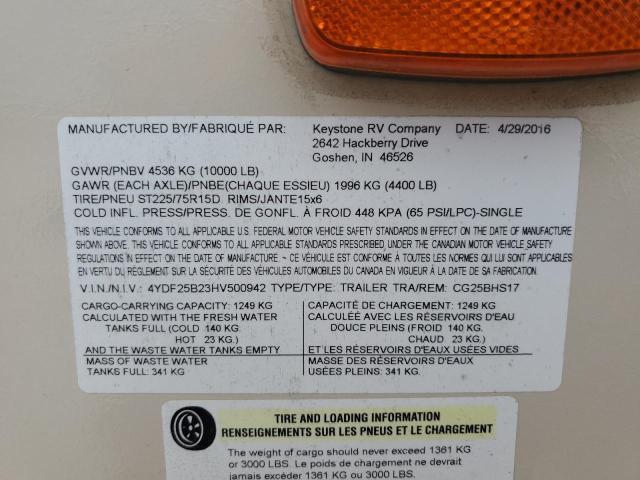 MANUFACTURED BY/FABRIQUÉ PAR: Keystone RV Company DATE: 4/29/2016
2642 Hackberry Drive
Goshen, IN 46526
GVWR/PNBV 4536 KG (10000 LB)
GAWR (EACH AXLE)/PNBE(CHAQUE ESSIEU) 1996 KG (4400 LB)
TIRE/PNEU ST225/75R15D RIMS/JANTE15x6
COLD INFL. PRESS/PRESS. DE GONFL. À FROID 448 KPA (65 PSI/LPC)-SINGLE
THIS VEHICLE CONFORMS TO ALL APPLICABLE U.S. FEDERAL MOTOR VEHICLE SAFETY STANDARDS IN EFFECT ON THE DATE OF MANUFACTURE
SHOWN ABOVE. THIS VEHICLE CONFORMS TO ALL APPLICABLE STANDARDS PRESCRIBED UNDER THE CANADIAN MOTOR VEHICLE SAFETY
REGULATIONS IN EFFECT ON THE DATE OF MANUFACTURE ~ CE VÉHICULE EST CONFORME À TOUTES LES NORMES QUI LUI SONT APPLICABLES
EN VERTU DU RÈGLEMENT SUR LA SÉCURITÉ DES VÉHICULES AUTOMOBILES DU CANADA EN VIGUEUR À LA DATE DE SA FABRICATION.
V.I.N./N.I.V.: 4YDF25B23HV500942 TYPE/TYPE: TRAILER TRA/REM: CG25BHS17
CARGO-CARRYING CAPACITY: 1249 KG
CALCULATED WITH THE FRESH WATER
TANKS FULL (COLD 140 KG.
HOT 23 KG.)
AND THE WASTE WATER TANKS EMPTY
MASS OF WASTE WATER
TANKS FULL: 341 KG
CAPACITÉ DE CHARGEMENT: 1249 KG
CALCULÉE AVEC LES RÉSERVOIRS D'EAU
DOUCE PLEINS (FROID 140 KG.
CHAUD 23 KG.)
ET LES RÉSERVOIRS D'EAUX USÉES VIDES
MASSE DES RÉSERVOIRS D'EAUX
USÉES PLEINS: 341 KG.
TIRE AND LOADING INFORMATION
RENSEIGNEMENTS SUR LES PNEUS ET LE CHARGEMENT
The weight of cargo should never exceed 1361 KG
or 3000 LBS. Le poids de chargement ne devrait
jamais excéder 1361 KG or 3000 LBS.